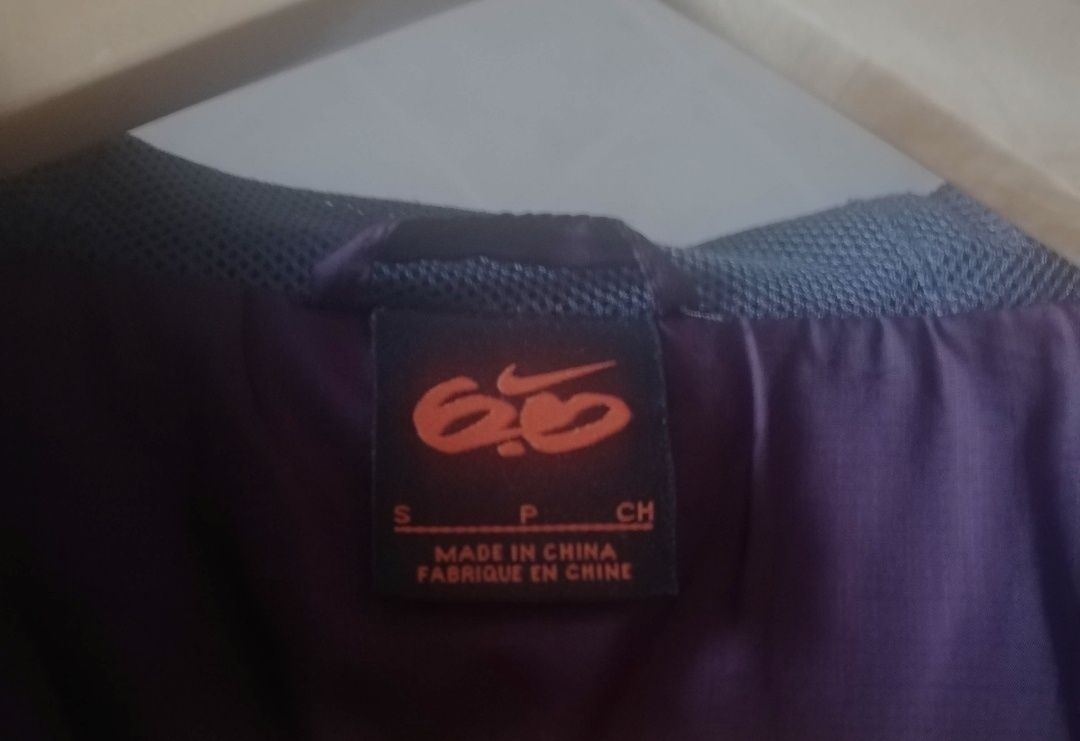 6.0
S P CH
MADE IN CHINA
FABRIQUE EN CHINE